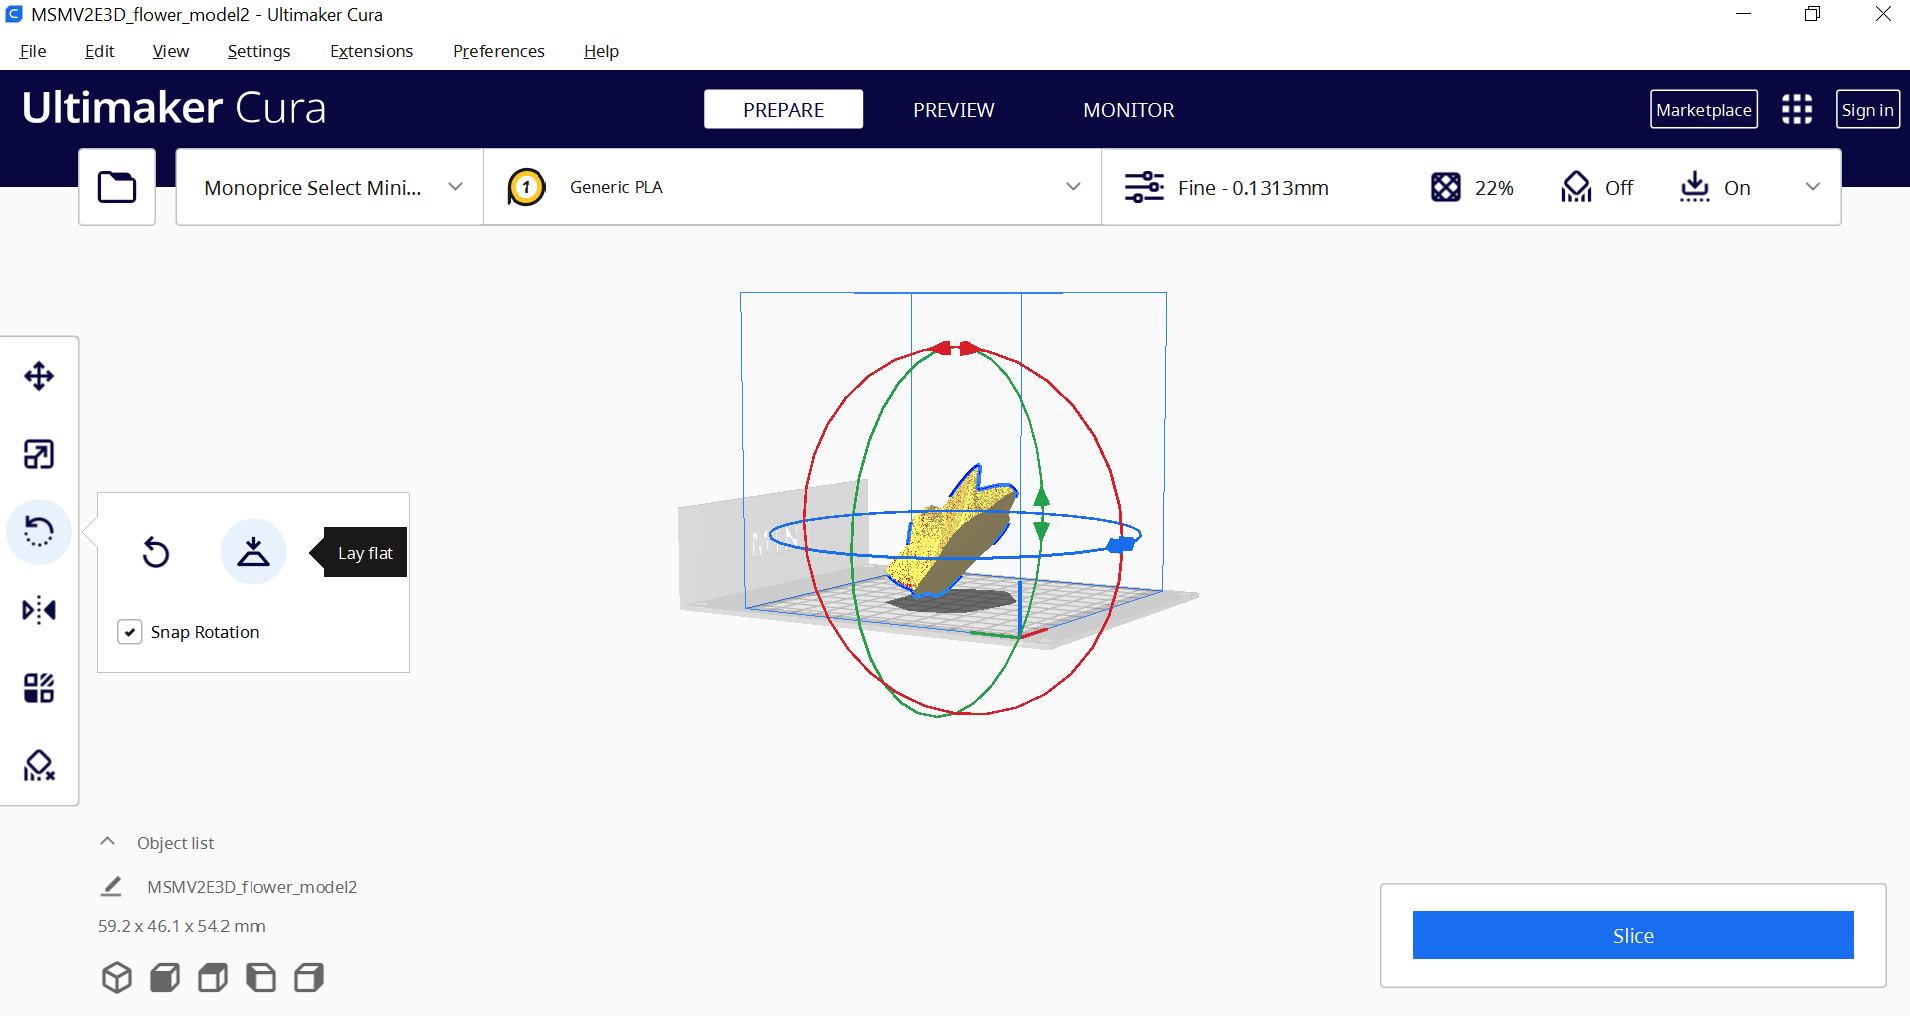 MSMV2E3D_flower_model2 - Ultimaker Cura
File Edit View Settings Extensions Preferences Help
Ultimaker Cura
PREPARE PREVIEW MONITOR
Marketplace
Sign in
Monoprice Select Mini...
1 Generic PLA
Fine - 0.1313mm
22%
Off
On
Lay flat
Snap Rotation
Object list
MSMV2E3D_flower_model2
59.2 x 46.1 x 54.2 mm
Slice